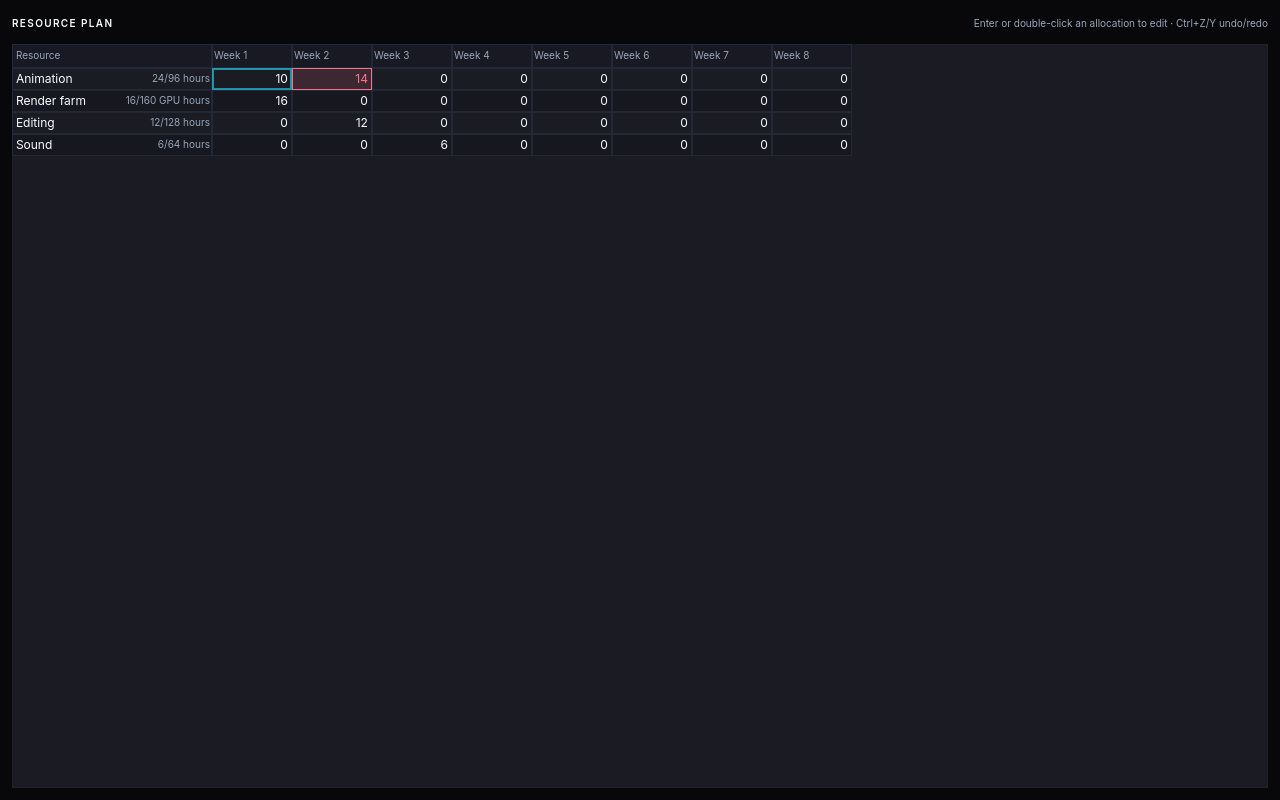 RESOURCE PLAN
Enter or double-click an allocation to edit · Ctrl+Z/Y undo/redo
Resource Week 1 Week 2 Week 3 Week 4 Week 5 Week 6 Week 7 Week 8
Animation 24/96 hours 10 14 0 0 0 0 0 0
Render farm 16/160 GPU hours 16 0 0 0 0 0 0 0
Editing 12/128 hours 0 12 0 0 0 0 0 0
Sound 6/64 hours 0 0 6 0 0 0 0 0